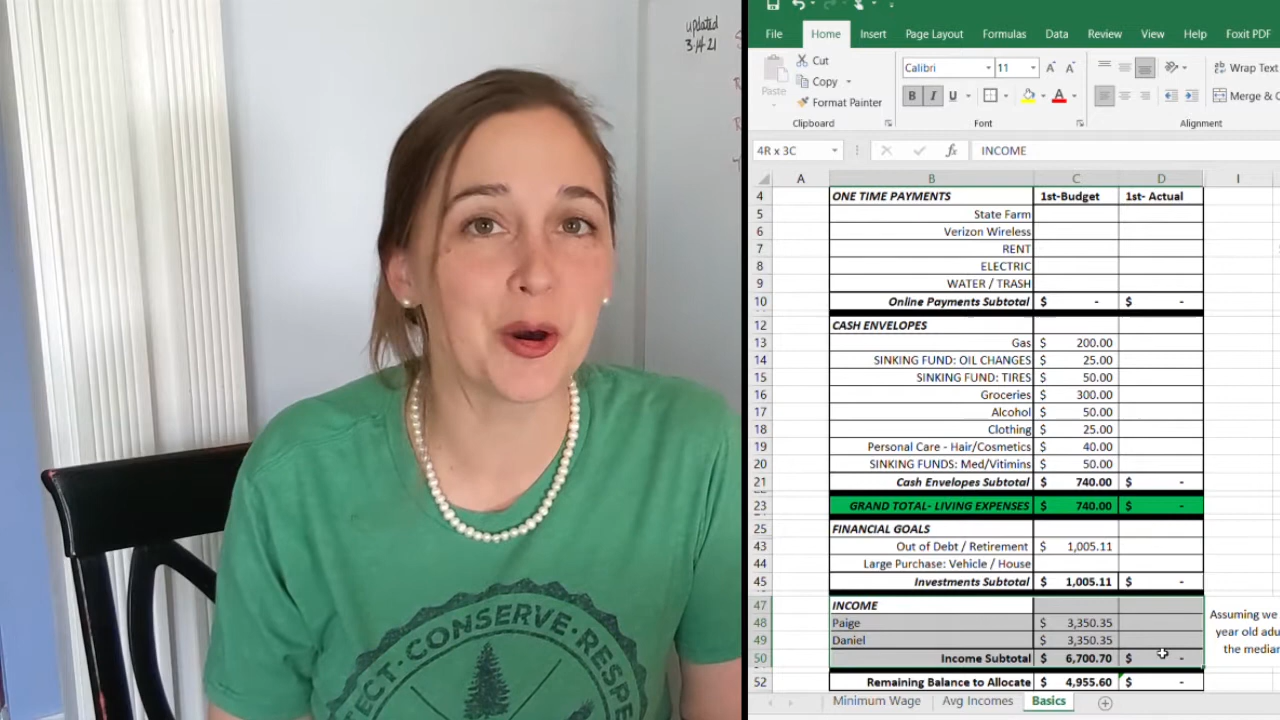 updated
3-14-21
CONSERVE
File Home Insert Page Layout Formulas Data Review View Help Foxit PDF
Paste
Cut
Copy
Format Painter
Clipboard
Calibri 11 A A
B I U A
Font
Wrap Text
Merge & C
Alignment
4R x 3C fx INCOME
A B C D I
4 ONE TIME PAYMENTS 1st-Budget 1st- Actual
5 State Farm
6 Verizon Wireless
7 RENT
8 ELECTRIC
9 WATER / TRASH
10 Online Payments Subtotal $ - $ -
12 CASH ENVELOPES
13 Gas $ 200.00
14 SINKING FUND: OIL CHANGES $ 25.00
15 SINKING FUND: TIRES $ 50.00
16 Groceries $ 300.00
17 Alcohol $ 50.00
18 Clothing $ 25.00
19 Personal Care - Hair/Cosmetics $ 40.00
20 SINKING FUNDS: Med/Vitimins $ 50.00
21 Cash Envelopes Subtotal $ 740.00 $ -
23 GRAND TOTAL- LIVING EXPENSES $ 740.00 $ -
25 FINANCIAL GOALS
43 Out of Debt / Retirement $ 1,005.11
44 Large Purchase: Vehicle / House
45 Investments Subtotal $ 1,005.11 $ -
47 INCOME
48 Paige $ 3,350.35
49 Daniel $ 3,350.35
50 Income Subtotal $ 6,700.70 $ -
52 Remaining Balance to Allocate $ 4,955.60 $ -
Assuming we
year old adu
the median
Minimum Wage Avg Incomes Basics